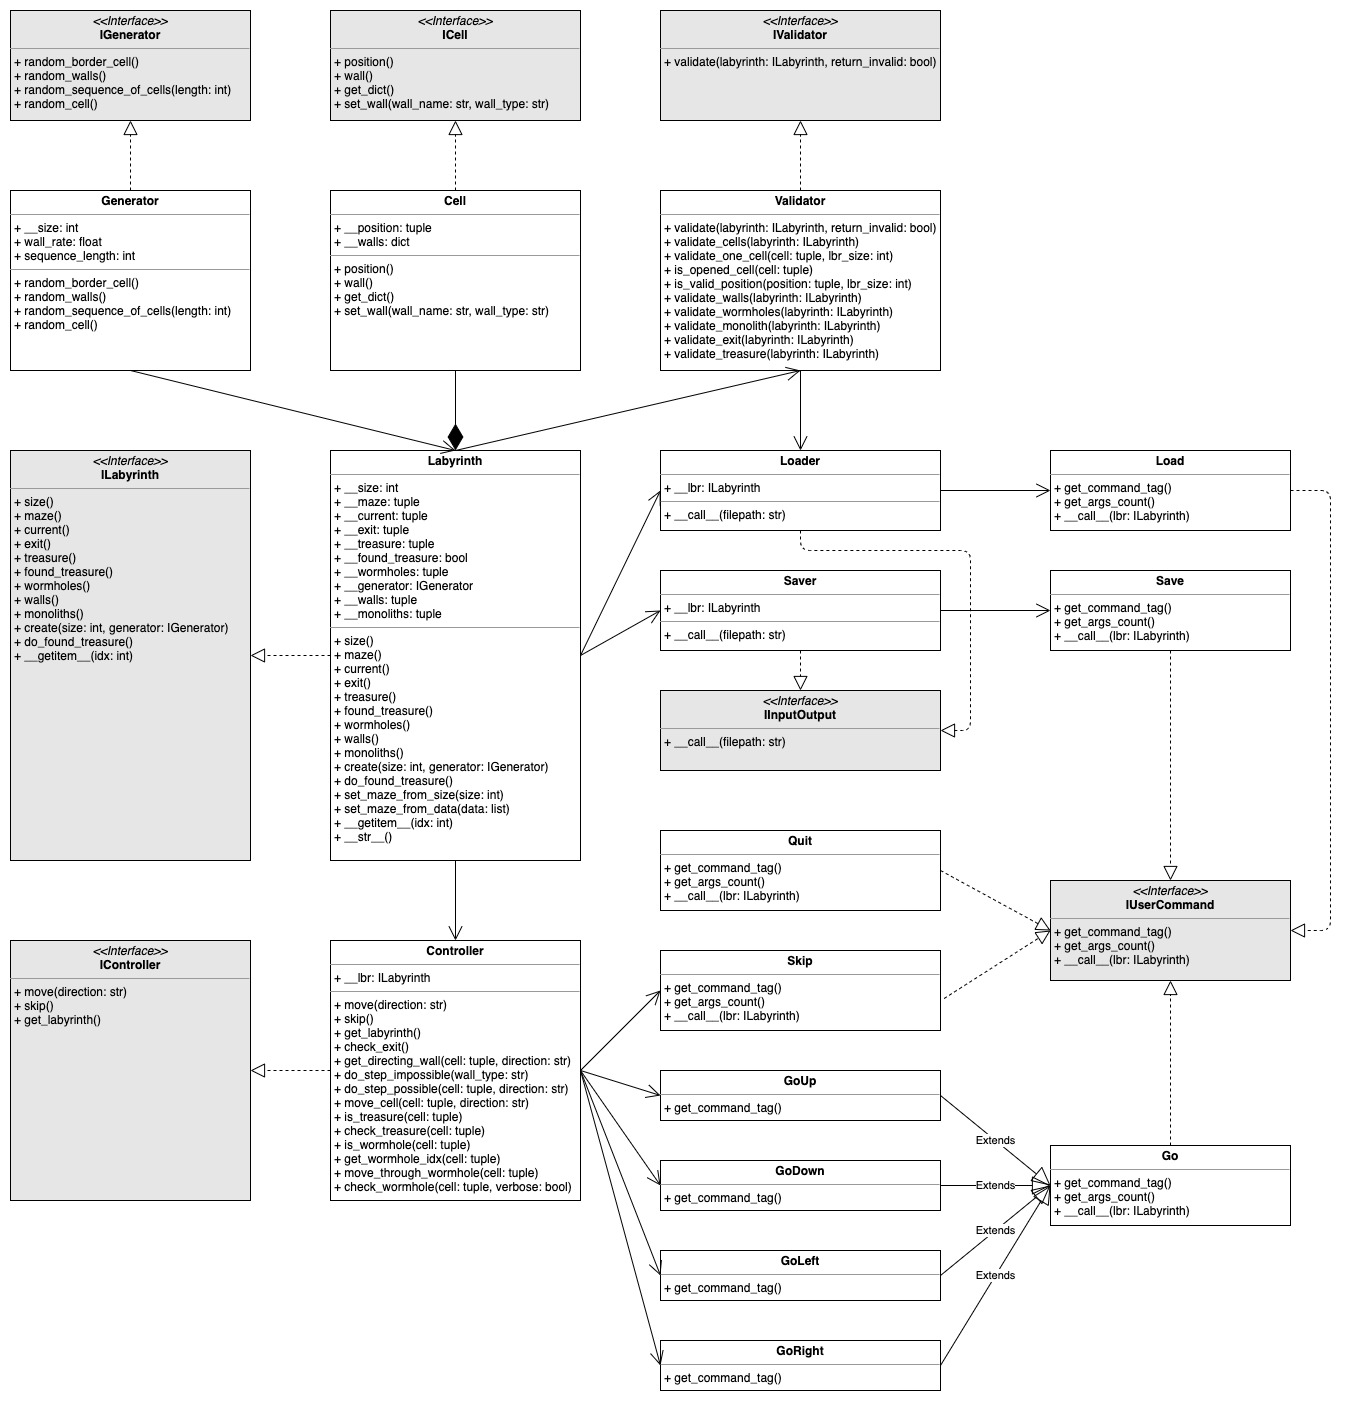 <<Interface>>
IGenerator
+ random_border_cell()
+ random_walls()
+ random_sequence_of_cells(length: int)
+ random_cell()
<<Interface>>
ICell
+ position()
+ wall()
+ get_dict()
+ set_wall(wall_name: str, wall_type: str)
<<Interface>>
IValidator
+ validate(labyrinth: ILabyrinth, return_invalid: bool)
Generator
+ __size: int
+ wall_rate: float
+ sequence_length: int
+ random_border_cell()
+ random_walls()
+ random_sequence_of_cells(length: int)
+ random_cell()
Cell
+ __position: tuple
+ __walls: dict
+ position()
+ wall()
+ get_dict()
+ set_wall(wall_name: str, wall_type: str)
Validator
+ validate(labyrinth: ILabyrinth, return_invalid: bool)
+ validate_cells(labyrinth: ILabyrinth)
+ validate_one_cell(cell: tuple, lbr_size: int)
+ is_opened_cell(cell: tuple)
+ is_valid_position(position: tuple, lbr_size: int)
+ validate_walls(labyrinth: ILabyrinth)
+ validate_wormholes(labyrinth: ILabyrinth)
+ validate_monolith(labyrinth: ILabyrinth)
+ validate_exit(labyrinth: ILabyrinth)
+ validate_treasure(labyrinth: ILabyrinth)
<<Interface>>
ILabyrinth
+ size()
+ maze()
+ current()
+ exit()
+ treasure()
+ found_treasure()
+ wormholes()
+ walls()
+ monoliths()
+ create(size: int, generator: IGenerator)
+ do_found_treasure()
+ __getitem__(idx: int)
Labyrinth
+ __size: int
+ __maze: tuple
+ __current: tuple
+ __exit: tuple
+ __treasure: tuple
+ __found_treasure: bool
+ __wormholes: tuple
+ __generator: IGenerator
+ __walls: tuple
+ __monoliths: tuple
+ size()
+ maze()
+ current()
+ exit()
+ treasure()
+ found_treasure()
+ wormholes()
+ walls()
+ monoliths()
+ create(size: int, generator: IGenerator)
+ do_found_treasure()
+ set_maze_from_size(size: int)
+ set_maze_from_data(data: list)
+ __getitem__(idx: int)
+ __str__()
Loader
+ __lbr: ILabyrinth
+ __call__(filepath: str)
Load
+ get_command_tag()
+ get_args_count()
+ __call__(lbr: ILabyrinth)
Saver
+ __lbr: ILabyrinth
+ __call__(filepath: str)
Save
+ get_command_tag()
+ get_args_count()
+ __call__(lbr: ILabyrinth)
<<Interface>>
IInputOutput
+ __call__(filepath: str)
Quit
+ get_command_tag()
+ get_args_count()
+ __call__(lbr: ILabyrinth)
<<Interface>>
IUserCommand
+ get_command_tag()
+ get_args_count()
+ __call__(lbr: ILabyrinth)
<<Interface>>
IController
+ move(direction: str)
+ skip()
+ get_labyrinth()
Controller
+ __lbr: ILabyrinth
+ move(direction: str)
+ skip()
+ get_labyrinth()
+ check_exit()
+ get_directing_wall(cell: tuple, direction: str)
+ do_step_impossible(wall_type: str)
+ do_step_possible(cell: tuple, direction: str)
+ move_cell(cell: tuple, direction: str)
+ is_treasure(cell: tuple)
+ check_treasure(cell: tuple)
+ is_wormhole(cell: tuple)
+ get_wormhole_idx(cell: tuple)
+ move_through_wormhole(cell: tuple)
+ check_wormhole(cell: tuple, verbose: bool)
Skip
+ get_command_tag()
+ get_args_count()
+ __call__(lbr: ILabyrinth)
GoUp
+ get_command_tag()
Extends
GoDown
+ get_command_tag()
Extends
Go
+ get_command_tag()
+ get_args_count()
+ __call__(lbr: ILabyrinth)
Extends
GoLeft
+ get_command_tag()
Extends
GoRight
+ get_command_tag()